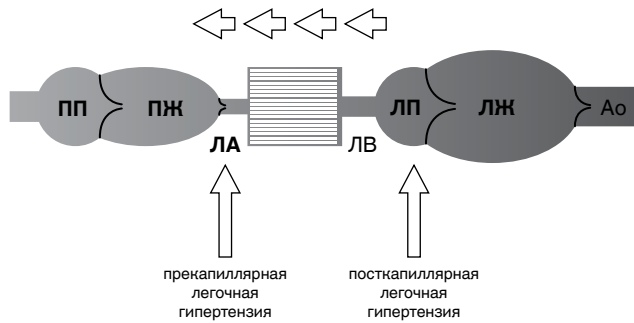 ПП
ПЖ
ЛА
ЛВ
ЛП
ЛЖ
Ао
прекапиллярная
легочная
гипертензия
посткапиллярная
легочная
гипертензия